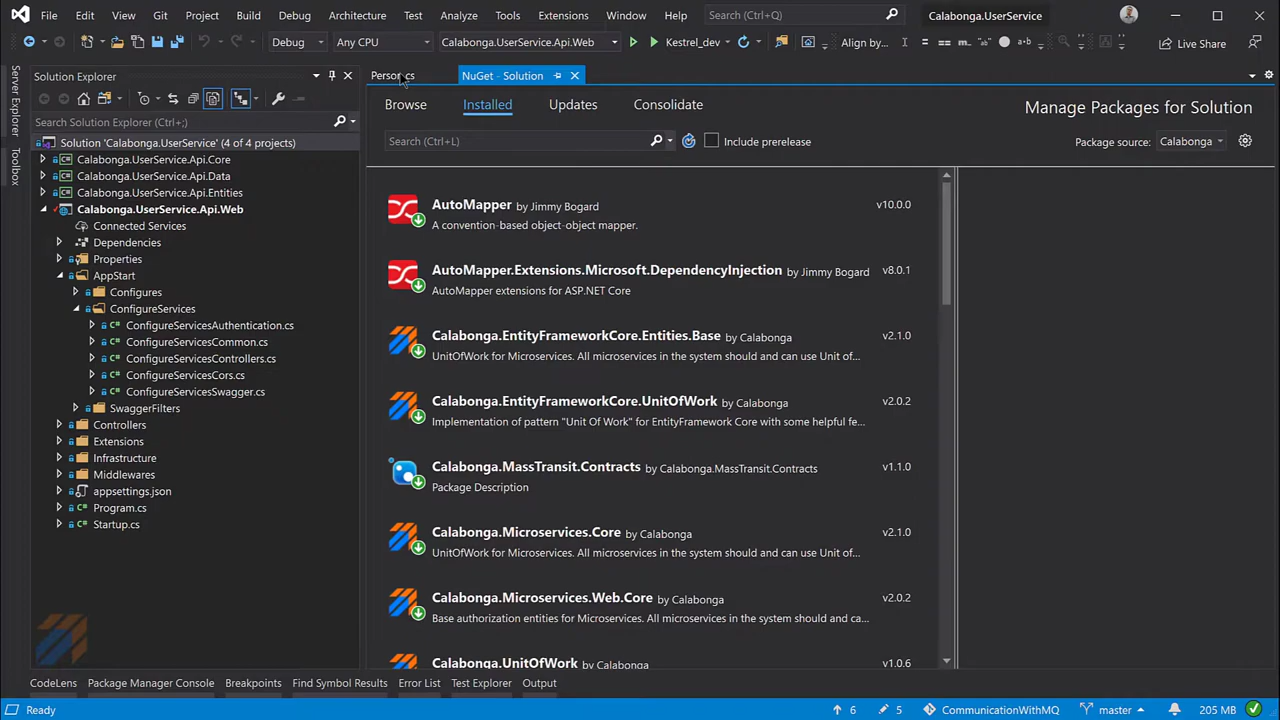 File Edit View Git Project Build Debug Architecture Test Analyze Tools Extensions Window Help Search (Ctrl+Q) Calabonga.UserService
Debug Any CPU Calabonga.UserService.Api.Web Kestrel_dev Align by... Live Share
Server Explorer
Toolbox
Solution Explorer
Search Solution Explorer (Ctrl+;)
Solution 'Calabonga.UserService' (4 of 4 projects)
Calabonga.UserService.Api.Core
Calabonga.UserService.Api.Data
Calabonga.UserService.Api.Entities
Calabonga.UserService.Api.Web
Connected Services
Dependencies
Properties
AppStart
Configures
ConfigureServices
ConfigureServicesAuthentication.cs
ConfigureServicesCommon.cs
ConfigureServicesControllers.cs
ConfigureServicesCors.cs
ConfigureServicesSwagger.cs
SwaggerFilters
Controllers
Extensions
Infrastructure
Middlewares
appsettings.json
Program.cs
Startup.cs
Person.cs NuGet - Solution
Browse Installed Updates Consolidate Manage Packages for Solution
Search (Ctrl+L) Include prerelease Package source: Calabonga
AutoMapper by Jimmy Bogard v10.0.0
A convention-based object-object mapper.
AutoMapper.Extensions.Microsoft.DependencyInjection by Jimmy Bogard v8.0.1
AutoMapper extensions for ASP.NET Core
Calabonga.EntityFrameworkCore.Entities.Base by Calabonga v2.1.0
UnitOfWork for Microservices. All microservices in the system should and can use Unit of...
Calabonga.EntityFrameworkCore.UnitOfWork by Calabonga v2.0.2
Implementation of pattern "Unit Of Work" for EntityFramework Core with some helpful fe...
Calabonga.MassTransit.Contracts by Calabonga.MassTransit.Contracts v1.1.0
Package Description
Calabonga.Microservices.Core by Calabonga v2.1.0
UnitOfWork for Microservices. All microservices in the system should and can use Unit of...
Calabonga.Microservices.Web.Core by Calabonga v2.0.2
Base authorization entities for Microservices. All microservices in the system should and ca...
Calabonga.UnitOfWork by Calabonga v1.0.6
CodeLens Package Manager Console Breakpoints Find Symbol Results Error List Test Explorer Output
Ready 6 5 CommunicationWithMQ master 205 MB